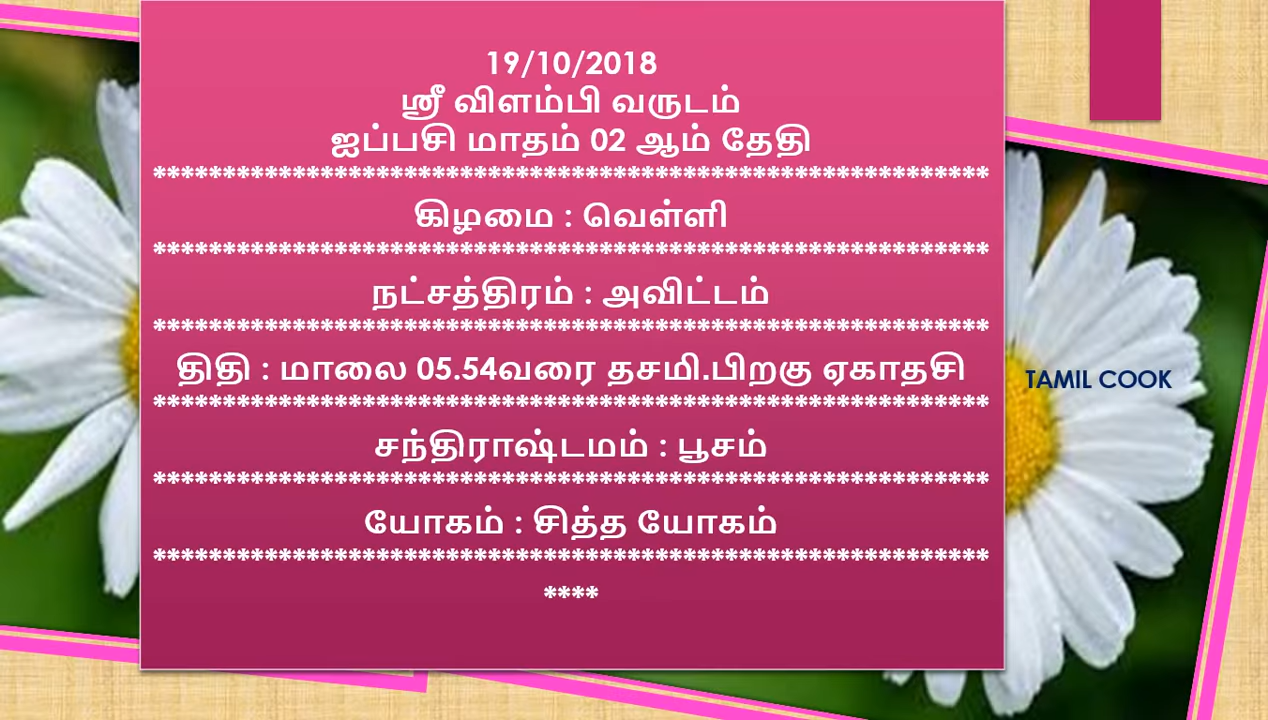 19/10/2018
ஸ்ரீ விளம்பி வருடம்
ஐப்பசி மாதம் 02 ஆம் தேதி
************************************************************
கிழமை : வெள்ளி
************************************************************
நட்சத்திரம் : அவிட்டம்
************************************************************
திதி : மாலை 05.54வரை தசமி.பிறகு ஏகாதசி
************************************************************
சந்திராஷ்டமம் : பூசம்
************************************************************
யோகம் : சித்த யோகம்
************************************************************
****
TAMIL COOK